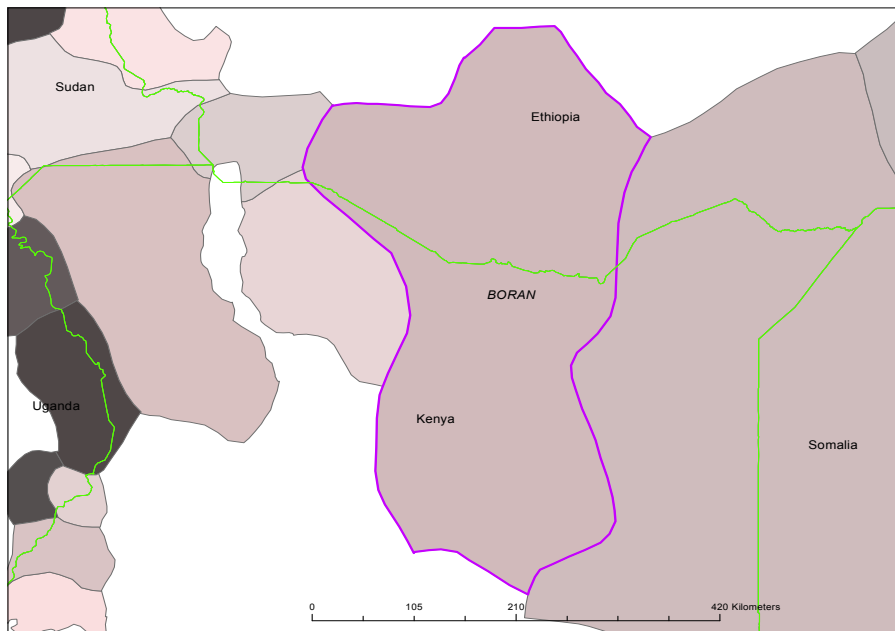 Sudan
Ethiopia
BORAN
Uganda
Kenya
Somalia
0 105 210 420 Kilometers